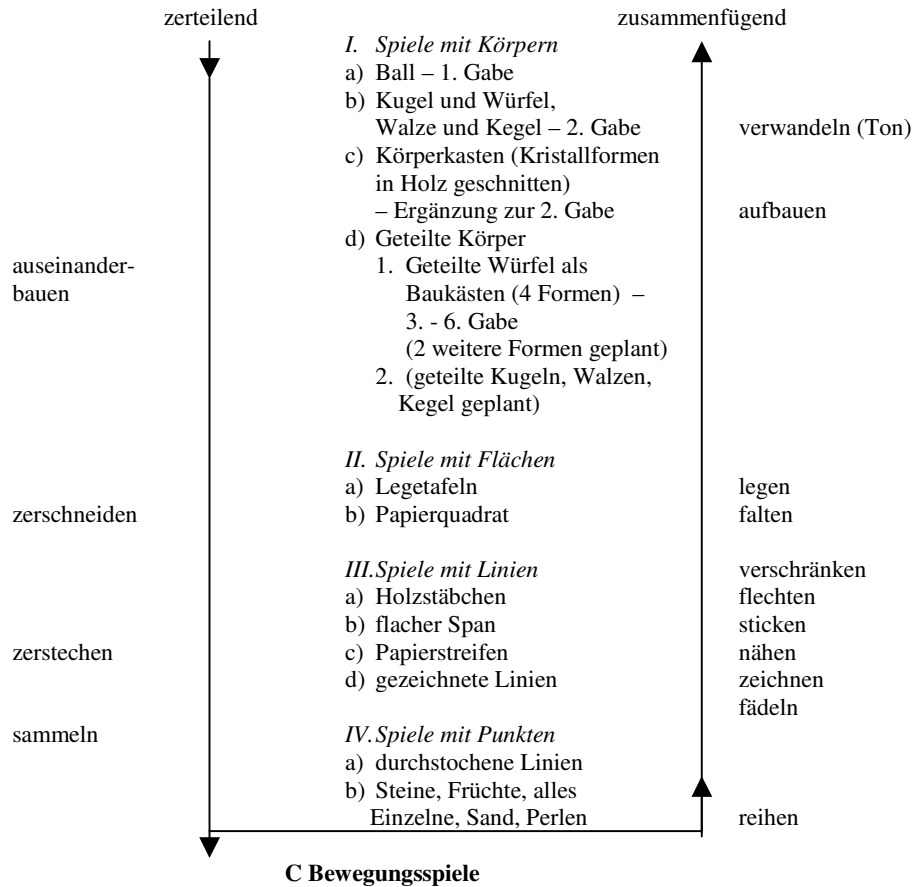 zerteilend zusammenfügend
I. Spiele mit Körpern
a) Ball – 1. Gabe
b) Kugel und Würfel,
Walze und Kegel – 2. Gabe verwandeln (Ton)
c) Körperkasten (Kristallformen
in Holz geschnitten)
– Ergänzung zur 2. Gabe aufbauen
d) Geteilte Körper
auseinander- 1. Geteilte Würfel als
bauen Baukästen (4 Formen) –
3. - 6. Gabe
(2 weitere Formen geplant)
2. (geteilte Kugeln, Walzen,
Kegel geplant)
II. Spiele mit Flächen
a) Legetafeln legen
zerschneiden b) Papierquadrat falten
III. Spiele mit Linien verschränken
a) Holzstäbchen flechten
b) flacher Span sticken
zerstechen c) Papierstreifen nähen
d) gezeichnete Linien zeichnen
fädeln
sammeln IV. Spiele mit Punkten
a) durchstochene Linien
b) Steine, Früchte, alles
Einzelne, Sand, Perlen reihen
C Bewegungsspiele